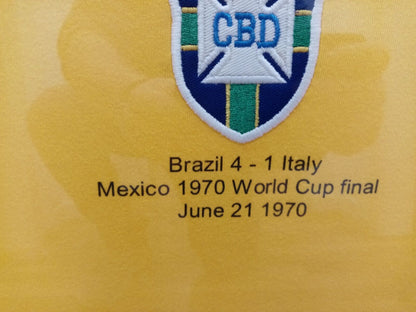 CBD
Brazil 4 - 1 Italy
Mexico 1970 World Cup final
June 21 1970